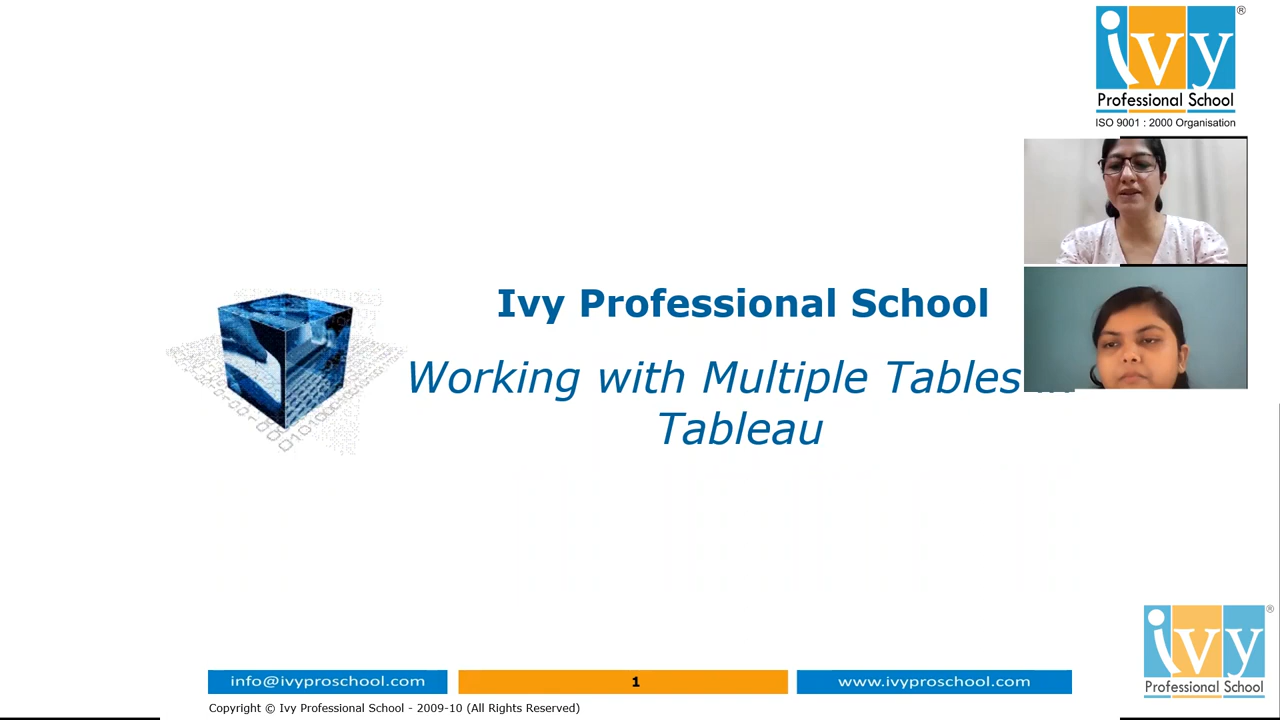 ivy
Professional School
ISO 9001 : 2000 Organisation
Ivy Professional School
Working with Multiple Tables
Tableau
ivy
Professional School
info@ivyproschool.com
1
www.ivyproschool.com
Copyright © Ivy Professional School - 2009-10 (All Rights Reserved)